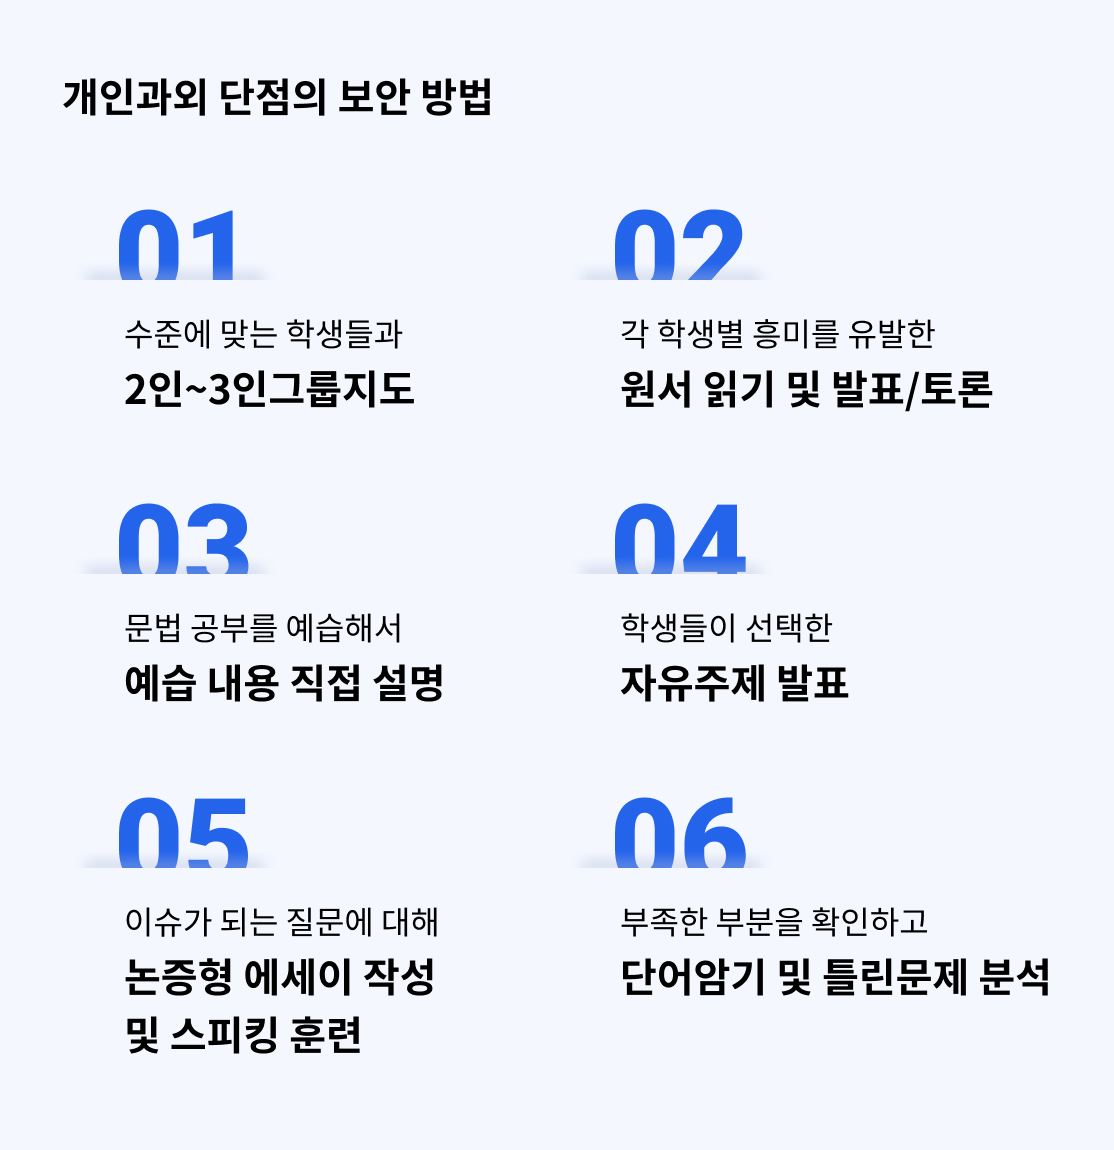 개인과외 단점의 보안 방법
01
수준에 맞는 학생들과
2인~3인그룹지도
02
각 학생별 흥미를 유발한
원서 읽기 및 발표/토론
03
문법 공부를 예습해서
예습 내용 직접 설명
04
학생들이 선택한
자유주제 발표
05
이슈가 되는 질문에 대해
논증형 에세이 작성
및 스피킹 훈련
06
부족한 부분을 확인하고
단어암기 및 틀린문제 분석